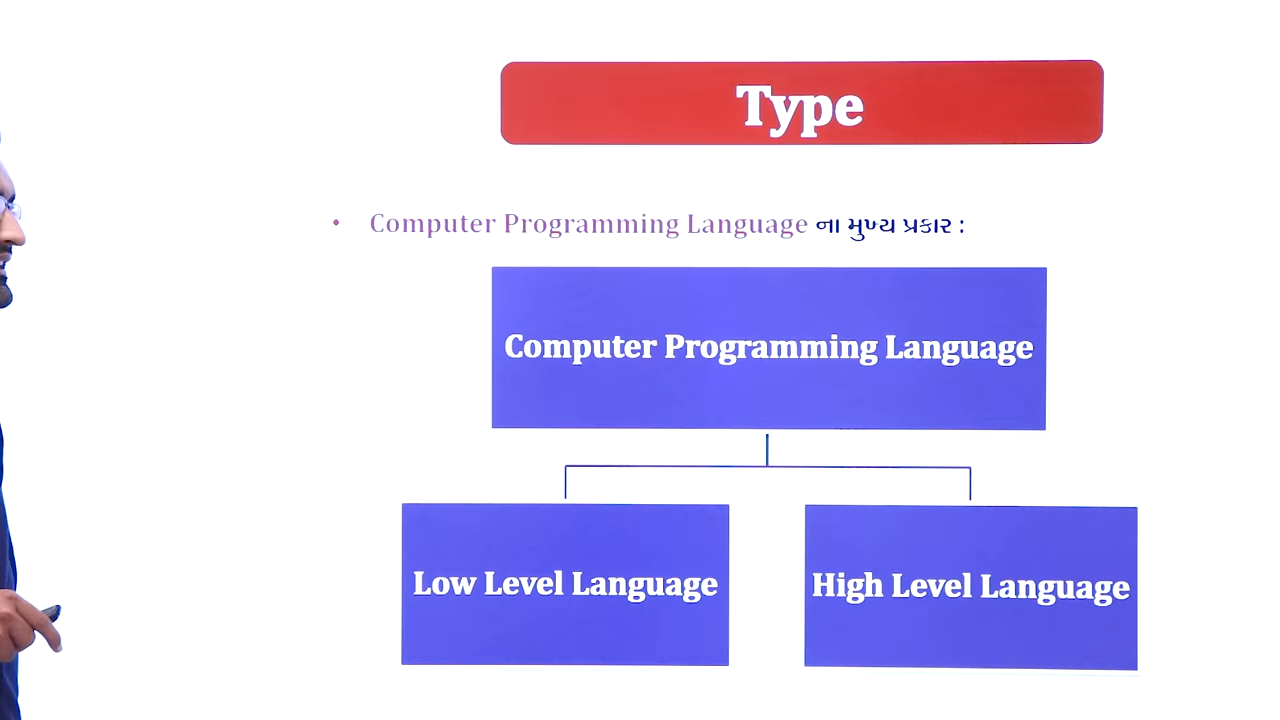 Type
• Computer Programming Language ના મુખ્ય પ્રકાર :
Computer Programming Language
Low Level Language
High Level Language